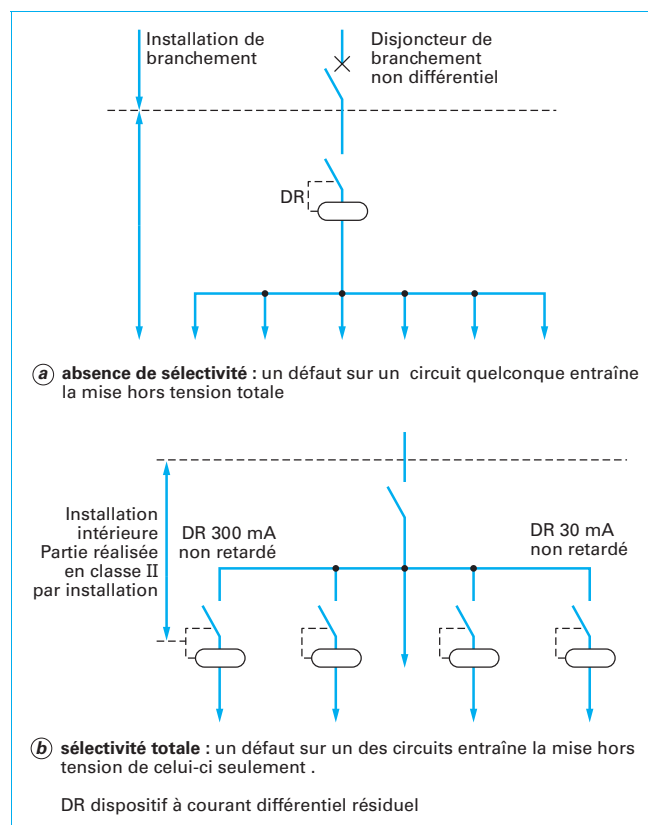 Installation de
branchement
Disjoncteur de
branchement
non différentiel
DR
a absence de sélectivité : un défaut sur un circuit quelconque entraîne
la mise hors tension totale
Installation
intérieure
Partie réalisée
en classe II
par installation
DR 300 mA
non retardé
DR 30 mA
non retardé
b sélectivité totale : un défaut sur un des circuits entraîne la mise hors
tension de celui-ci seulement .
DR dispositif à courant différentiel résiduel